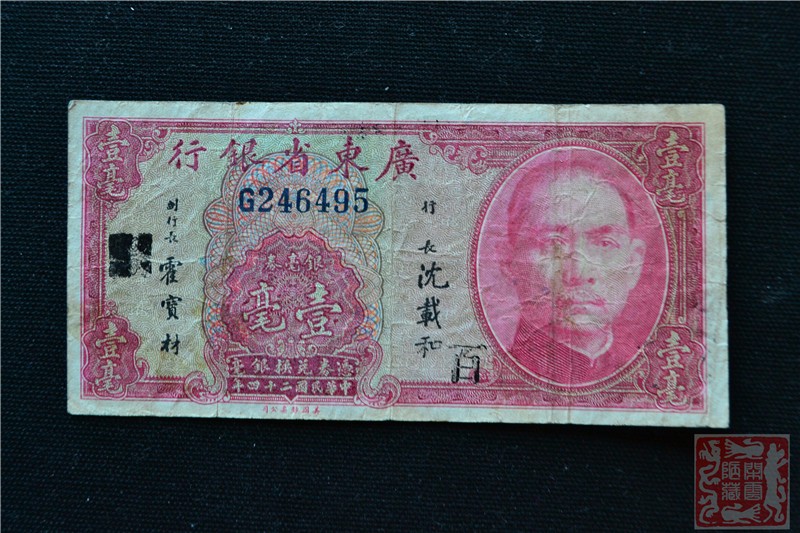 廣東省銀行
G246495
壹毫
壹毫
壹毫
壹毫
行長
沈載和
副行長
霍寶材
銀毫券
壹毫
憑券兌換銀毫
中華民國二十四年
百